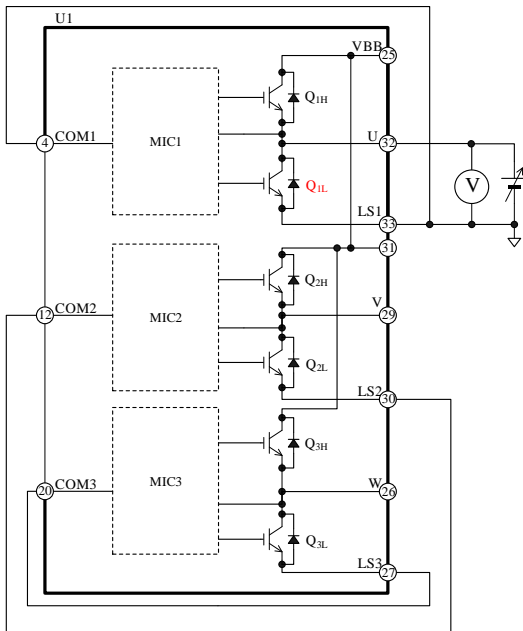 U1
VBB 25
Q1H
4 COM1
MIC1
U 32
V
Q1L
LS1 33
31
Q2H
12 COM2
MIC2
V 29
Q2L
LS2 30
Q3H
20 COM3
MIC3
W 26
Q3L
LS3 27